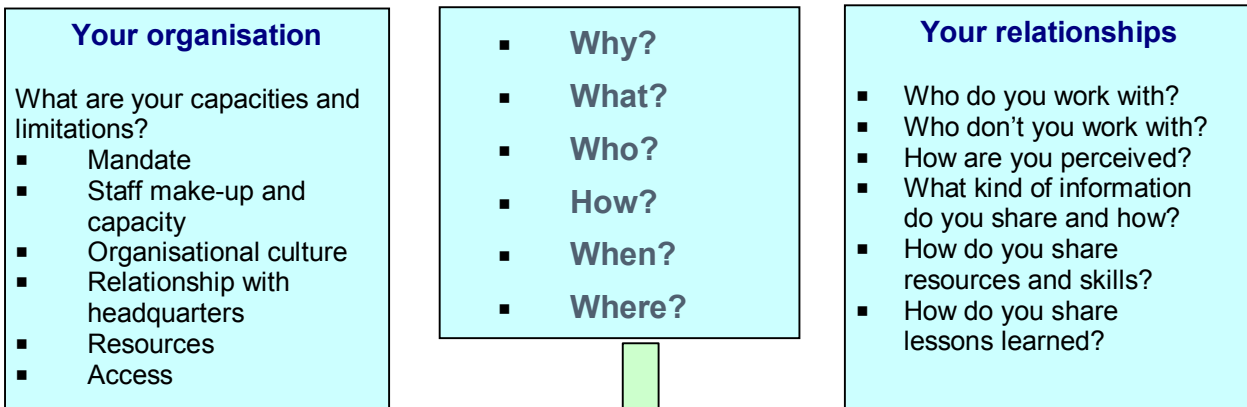 Your organisation
What are your capacities and
limitations?
▪ Mandate
▪ Staff make-up and
capacity
▪ Organisational culture
▪ Relationship with
headquarters
▪ Resources
▪ Access
▪ Why?
▪ What?
▪ Who?
▪ How?
▪ When?
▪ Where?
Your relationships
▪ Who do you work with?
▪ Who don’t you work with?
▪ How are you perceived?
▪ What kind of information
do you share and how?
▪ How do you share
resources and skills?
▪ How do you share
lessons learned?